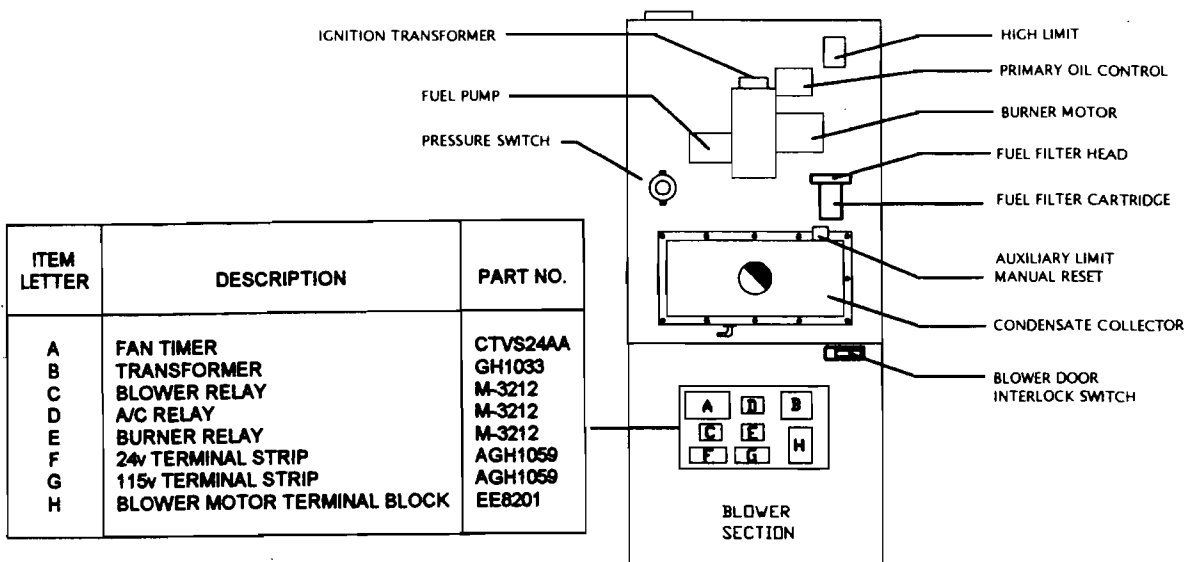 IGNITION TRANSFORMER
FUEL PUMP
PRESSURE SWITCH
HIGH LIMIT
PRIMARY OIL CONTROL
BURNER MOTOR
FUEL FILTER HEAD
FUEL FILTER CARTRIDGE
AUXILIARY LIMIT
MANUAL RESET
CONDENSATE COLLECTOR
BLOWER DOOR
INTERLOCK SWITCH
ITEM LETTER DESCRIPTION PART NO.
A FAN TIMER CTVS24AA
B TRANSFORMER GH1033
C BLOWER RELAY M-3212
D A/C RELAY M-3212
E BURNER RELAY M-3212
F 24v TERMINAL STRIP AGH1059
G 115v TERMINAL STRIP AGH1059
H BLOWER MOTOR TERMINAL BLOCK EE8201
A D B
C E H
F G
BLOWER
SECTION